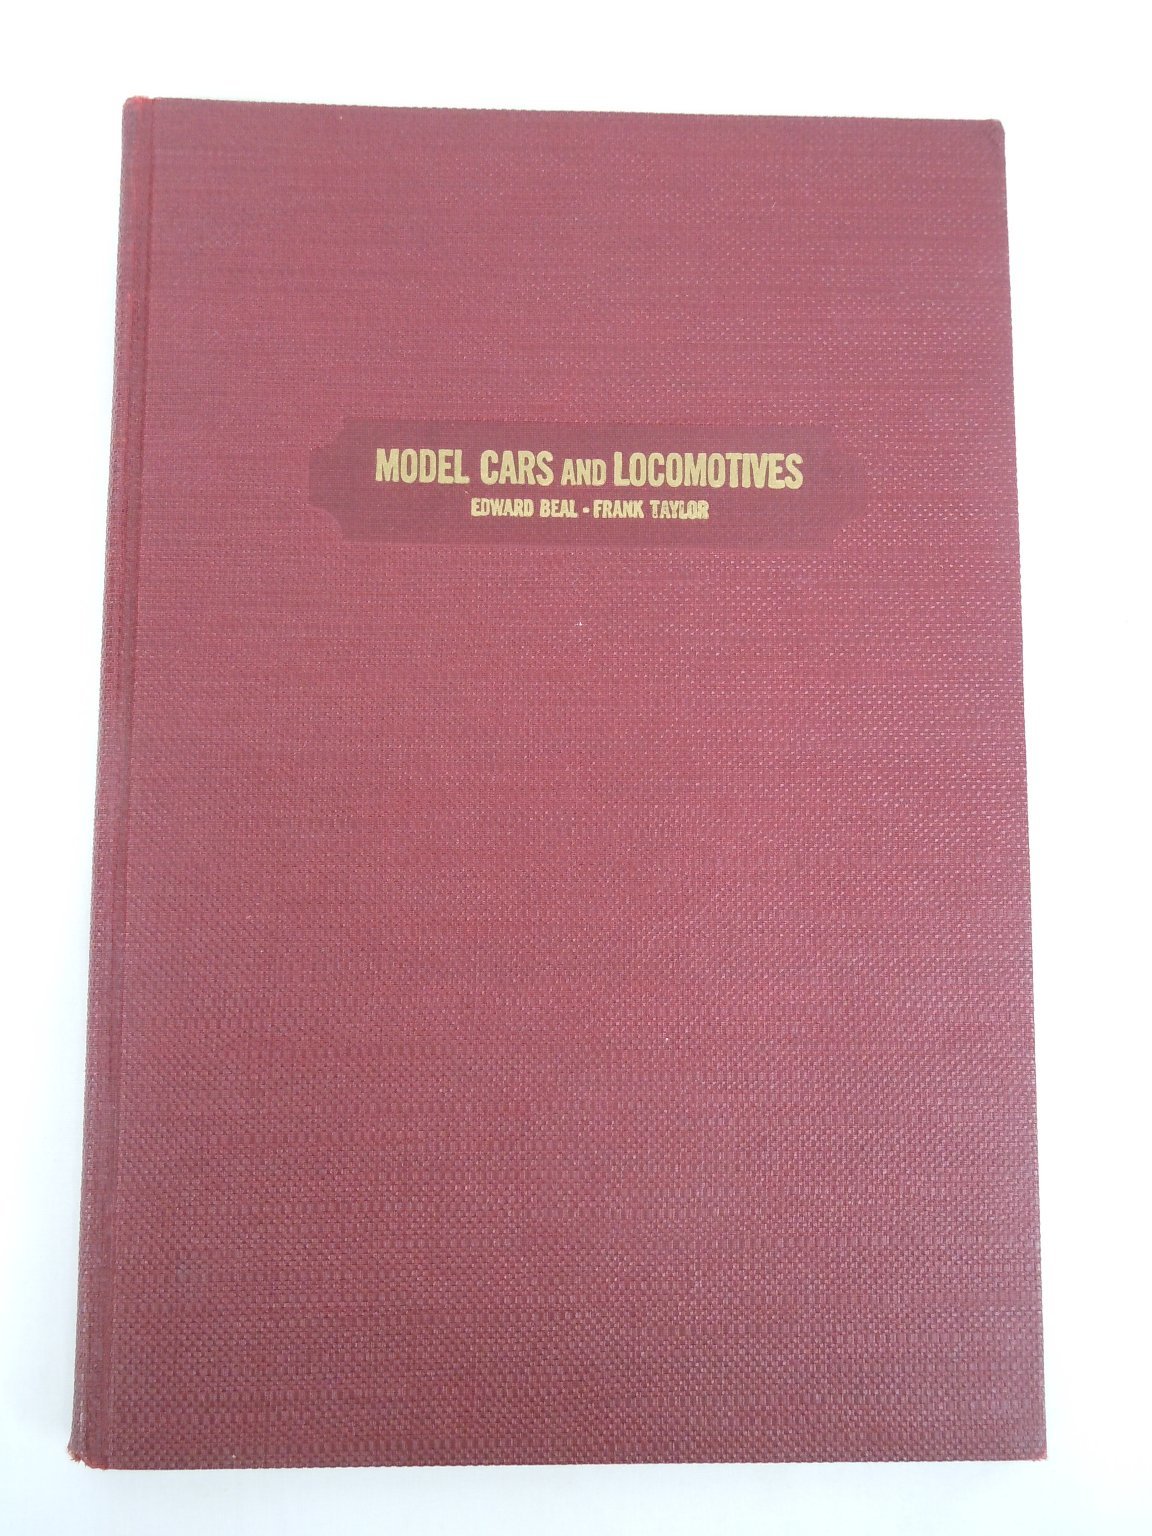 MODEL CARS AND LOCOMOTIVES
EDWARD BEAL - FRANK TAYLOR